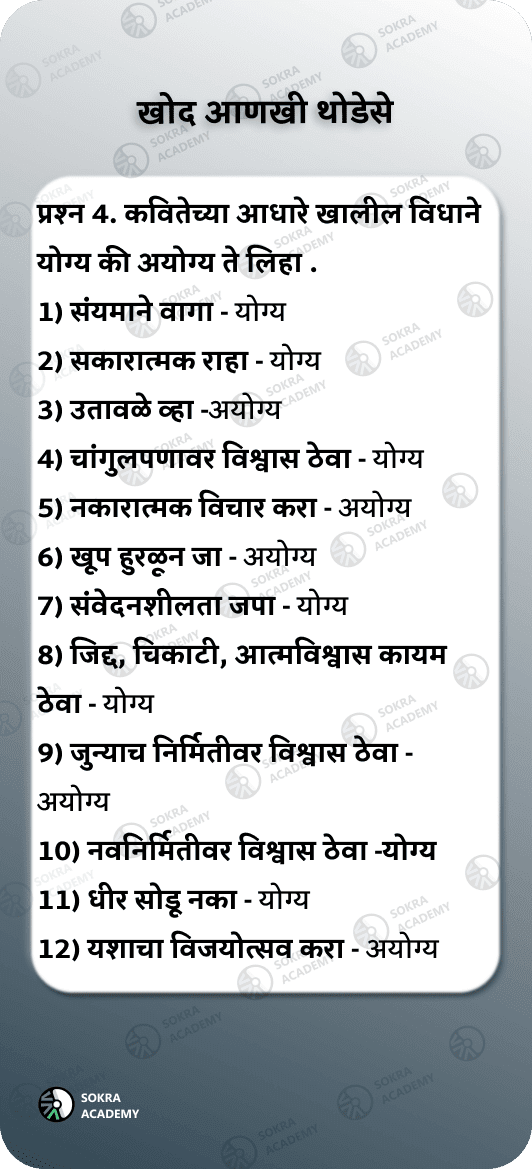 खोद आणखी थोडेसे
प्रश्न 4. कवितेच्या आधारे खालील विधाने
योग्य की अयोग्य ते लिहा .
1) संयमाने वागा - योग्य
2) सकारात्मक राहा - योग्य
3) उतावळे व्हा -अयोग्य
4) चांगुलपणावर विश्वास ठेवा - योग्य
5) नकारात्मक विचार करा - अयोग्य
6) खूप हुरळून जा - अयोग्य
7) संवेदनशीलता जपा - योग्य
8) जिद्द, चिकाटी, आत्मविश्वास कायम
ठेवा - योग्य
9) जुन्याच निर्मितीवर विश्वास ठेवा -
अयोग्य
10) नवनिर्मितीवर विश्वास ठेवा -योग्य
11) धीर सोडू नका - योग्य
12) यशाचा विजयोत्सव करा - अयोग्य
SOKRA
ACADEMY